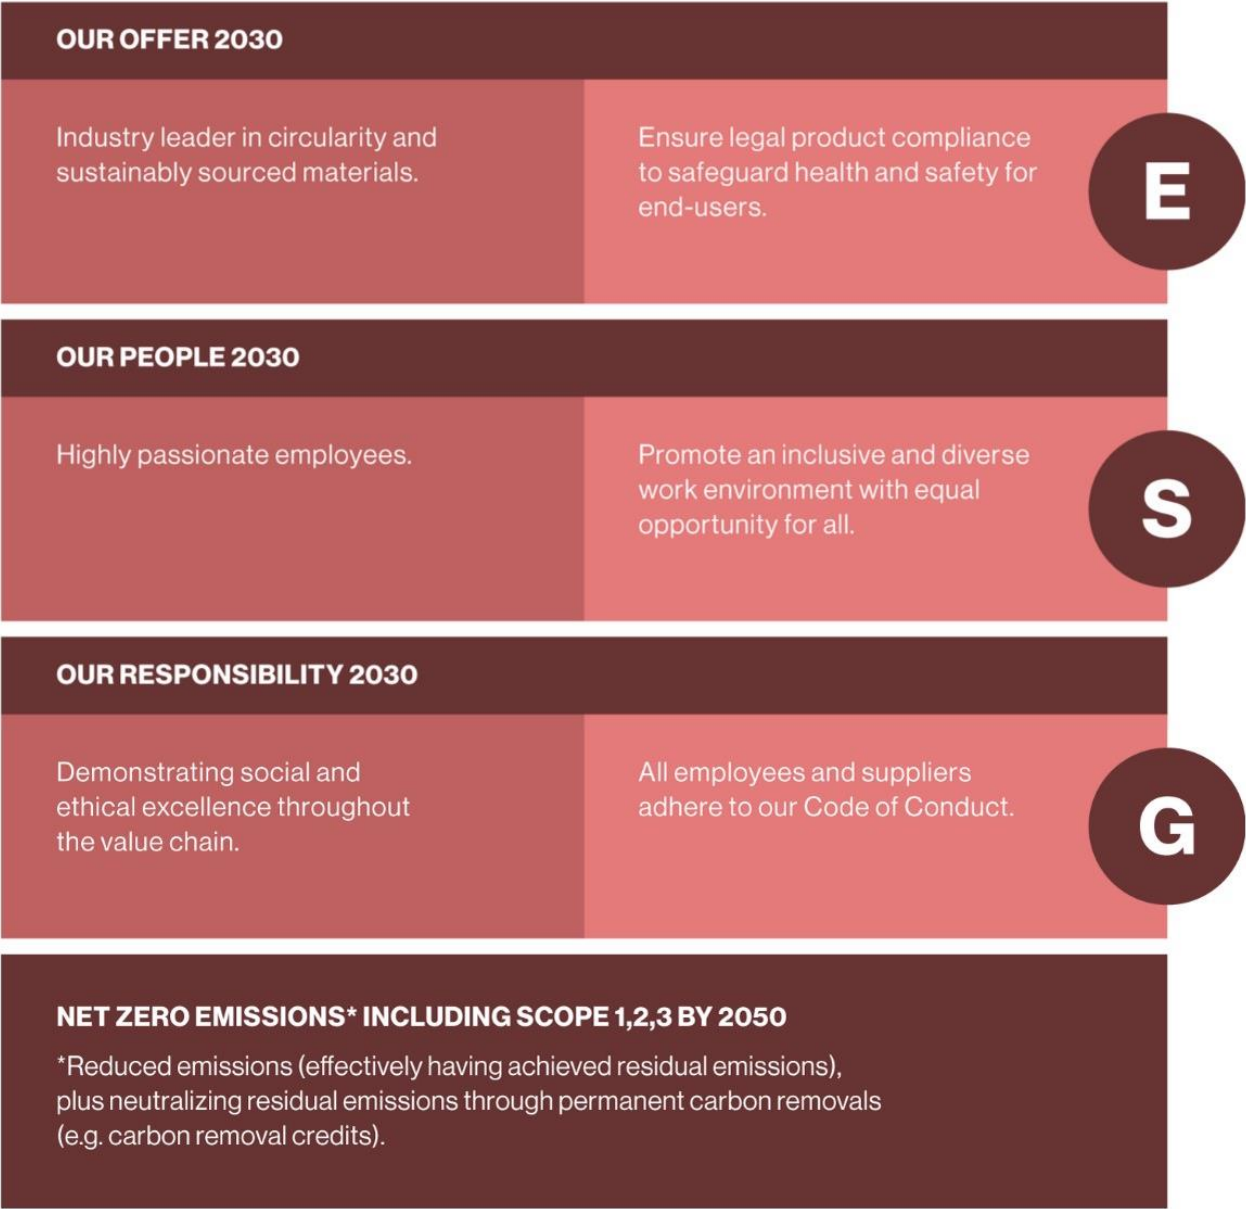 OUR OFFER 2030
Industry leader in circularity and
sustainably sourced materials.
Ensure legal product compliance
to safeguard health and safety for
end-users.
E
OUR PEOPLE 2030
Highly passionate employees.
Promote an inclusive and diverse
work environment with equal
opportunity for all.
S
OUR RESPONSIBILITY 2030
Demonstrating social and
ethical excellence throughout
the value chain.
All employees and suppliers
adhere to our Code of Conduct.
G
NET ZERO EMISSIONS* INCLUDING SCOPE 1,2,3 BY 2050
*Reduced emissions (effectively having achieved residual emissions),
plus neutralizing residual emissions through permanent carbon removals
(e.g. carbon removal credits).